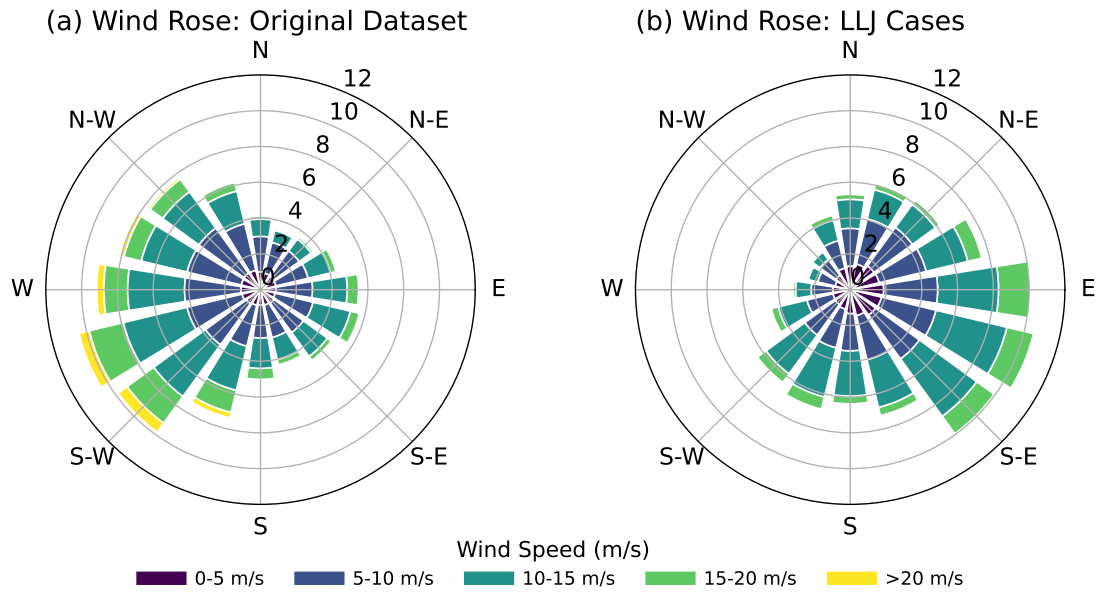 (a) Wind Rose: Original Dataset
N
N-W
N-E
W
E
S-W
S-E
S
0
2
4
6
8
10
12
(b) Wind Rose: LLJ Cases
N
N-W
N-E
W
E
S-W
S-E
S
0
2
4
6
8
10
12
Wind Speed (m/s)
0-5 m/s 5-10 m/s 10-15 m/s 15-20 m/s >20 m/s